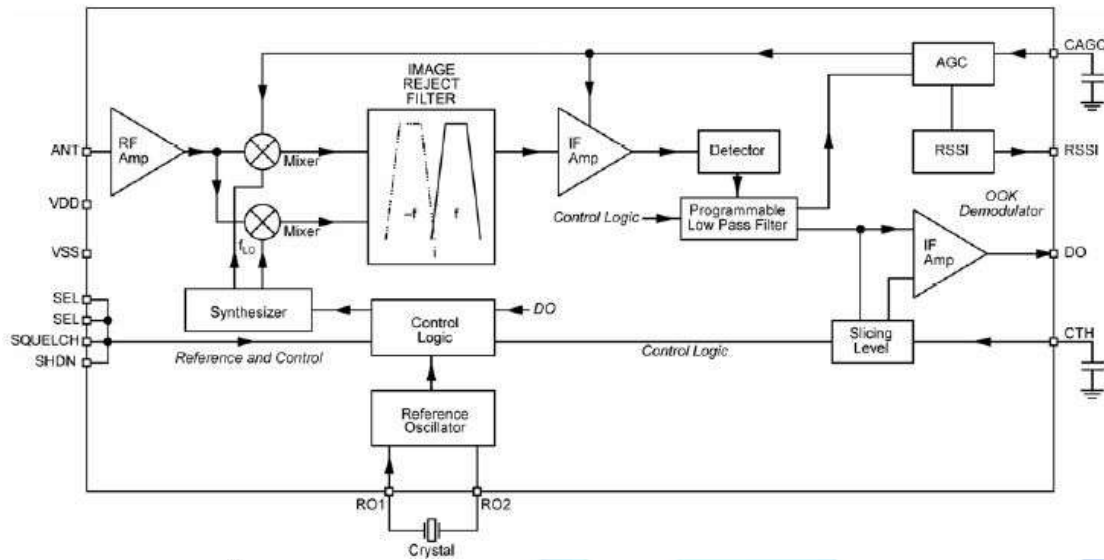 IMAGE
REJECT
FILTER
CAGC
AGC
ANT
RF
Amp
Mixer
IF
Amp
Detector
RSSI
RSSI
VDD
Control Logic
Programmable
Low Pass Filter
OOK
Demodulator
–f
f
Mixer
fLO
i
VSS
IF
Amp
DO
SEL
SEL
SQUELCH
SHDN
Synthesizer
Control
Logic
DO
Slicing
Level
CTH
Reference and Control
Control Logic
Reference
Oscillator
RO1
RO2
Crystal